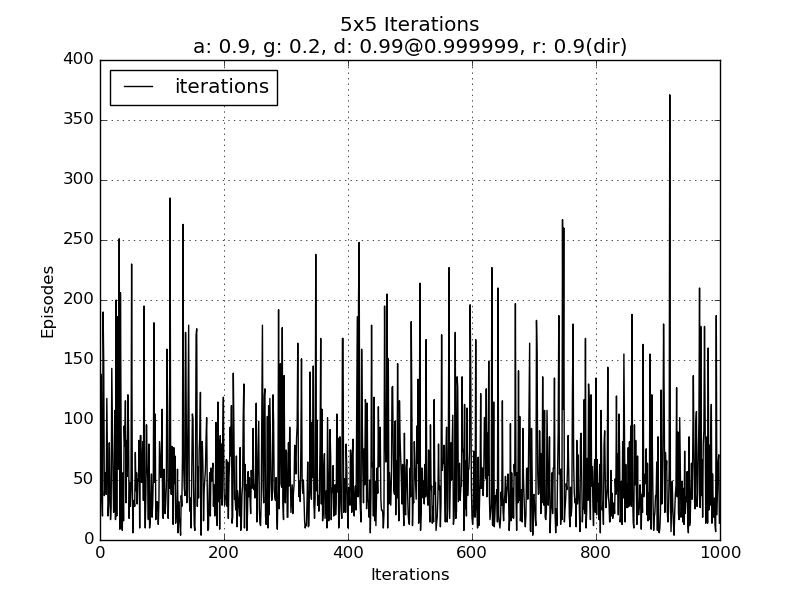 5x5 Iterations
a: 0.9, g: 0.2, d: 0.99@0.999999, r: 0.9(dir)
400
iterations
350
300
250
200
150
100
50
0
Episodes
0 200 400 600 800 1000
Iterations